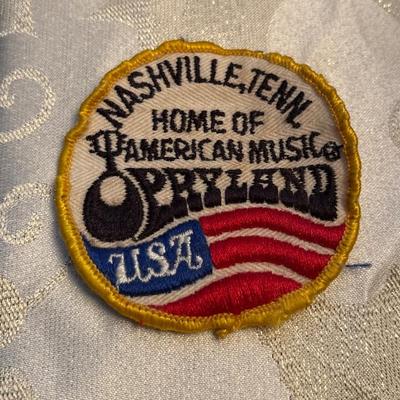 NASHVILLE, TENN.
HOME OF
AMERICAN MUSIC
OPRYLAND
USA